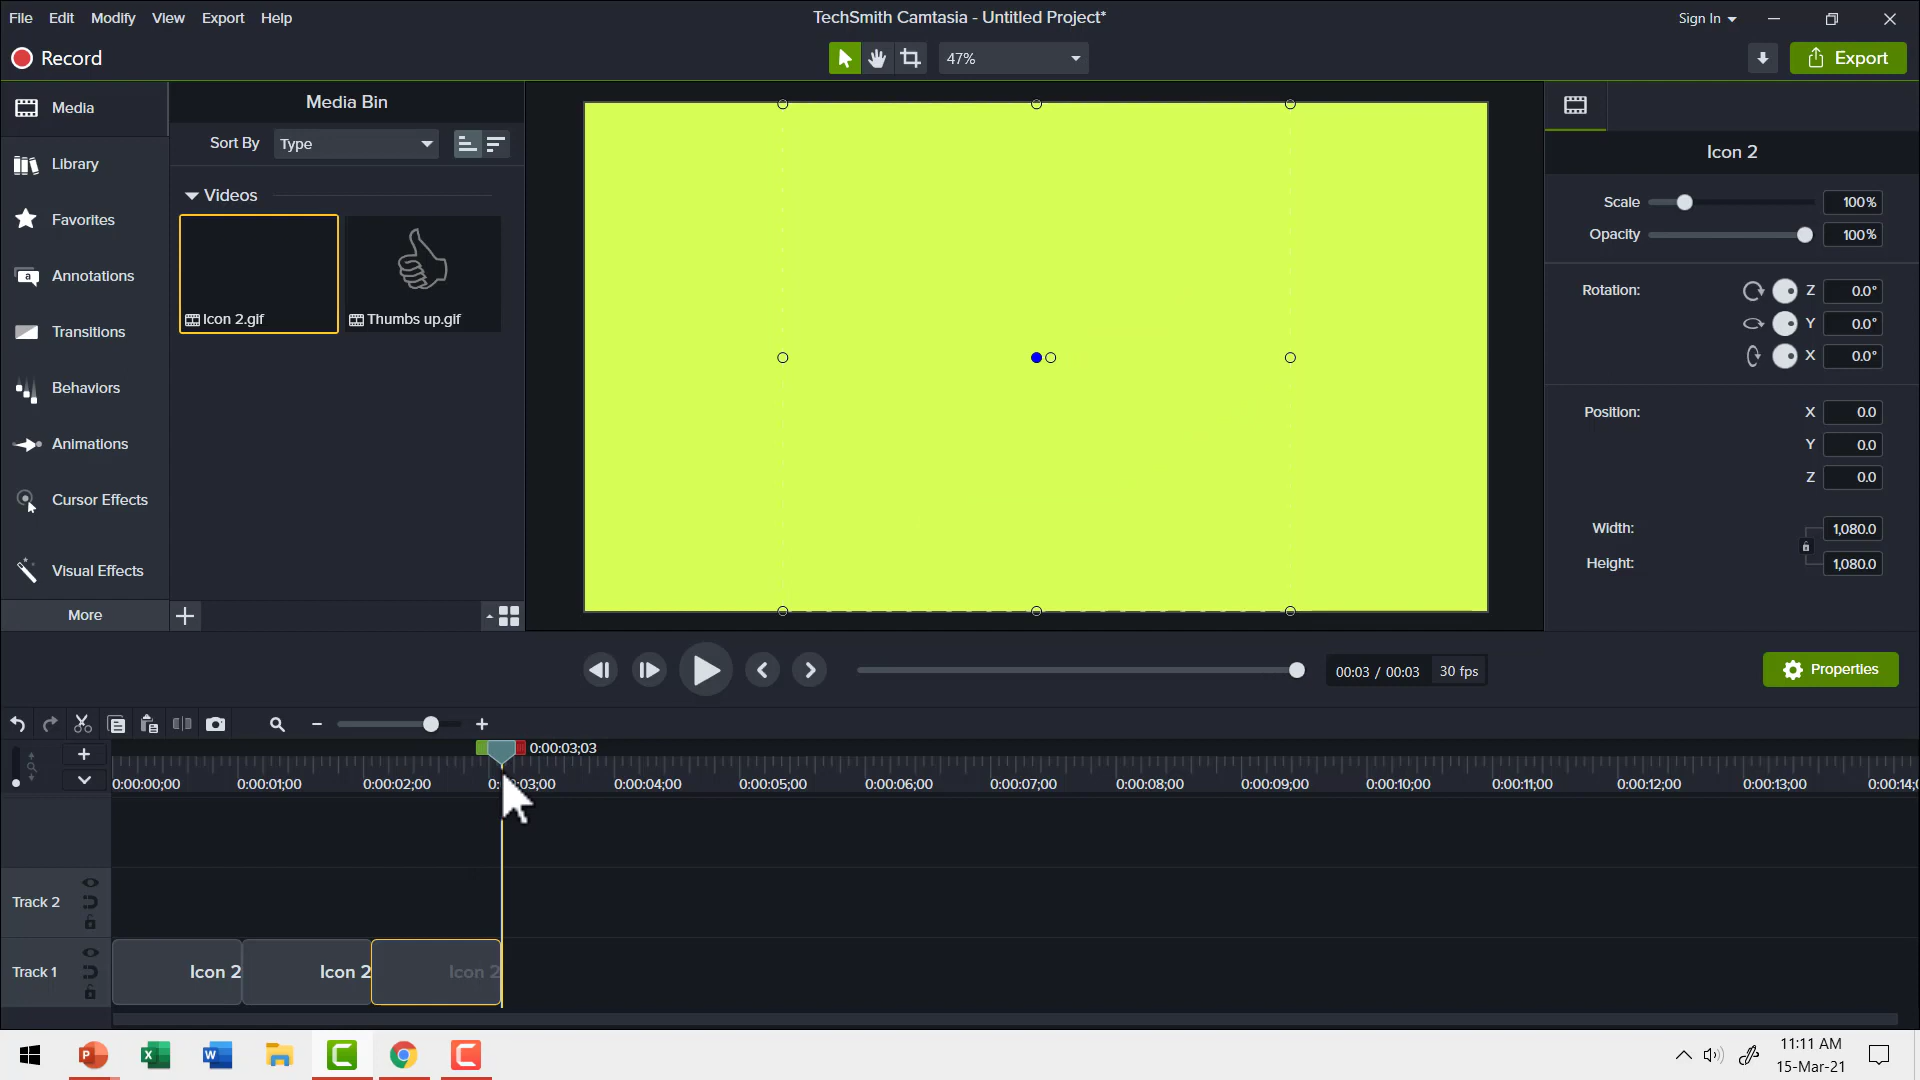 File Edit Modify View Export Help
TechSmith Camtasia - Untitled Project*
Sign In
Record
47%
Export
Media
Library
Favorites
Annotations
Transitions
Behaviors
Animations
Cursor Effects
Visual Effects
More
Media Bin
Sort By Type
Videos
Icon 2.gif
Thumbs up.gif
Icon 2
Scale 100%
Opacity 100%
Rotation: Z 0.0°
Y 0.0°
X 0.0°
Position: X 0.0
Y 0.0
Z 0.0
Width: 1,080.0
Height: 1,080.0
00:03 / 00:03 30 fps
Properties
0:00:03;03
0:00:00;00 0:00:01;00 0:00:02;00 0:00:03;00 0:00:04;00 0:00:05;00 0:00:06;00 0:00:07;00 0:00:08;00 0:00:09;00 0:00:10;00 0:00:11;00 0:00:12;00 0:00:13;00 0:00:14;
Track 2
Track 1
Icon 2 Icon 2 Icon 2
11:11 AM
15-Mar-21